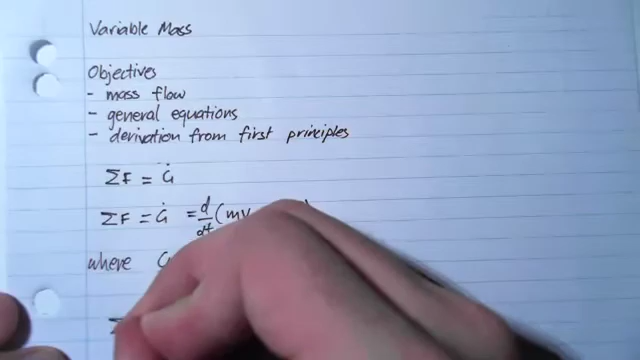 Variable Mass
Objectives
- mass flow
- general equations
- derivation from first principles
ΣF = Ġ
ΣF = Ġ = d/dt (mv
where G